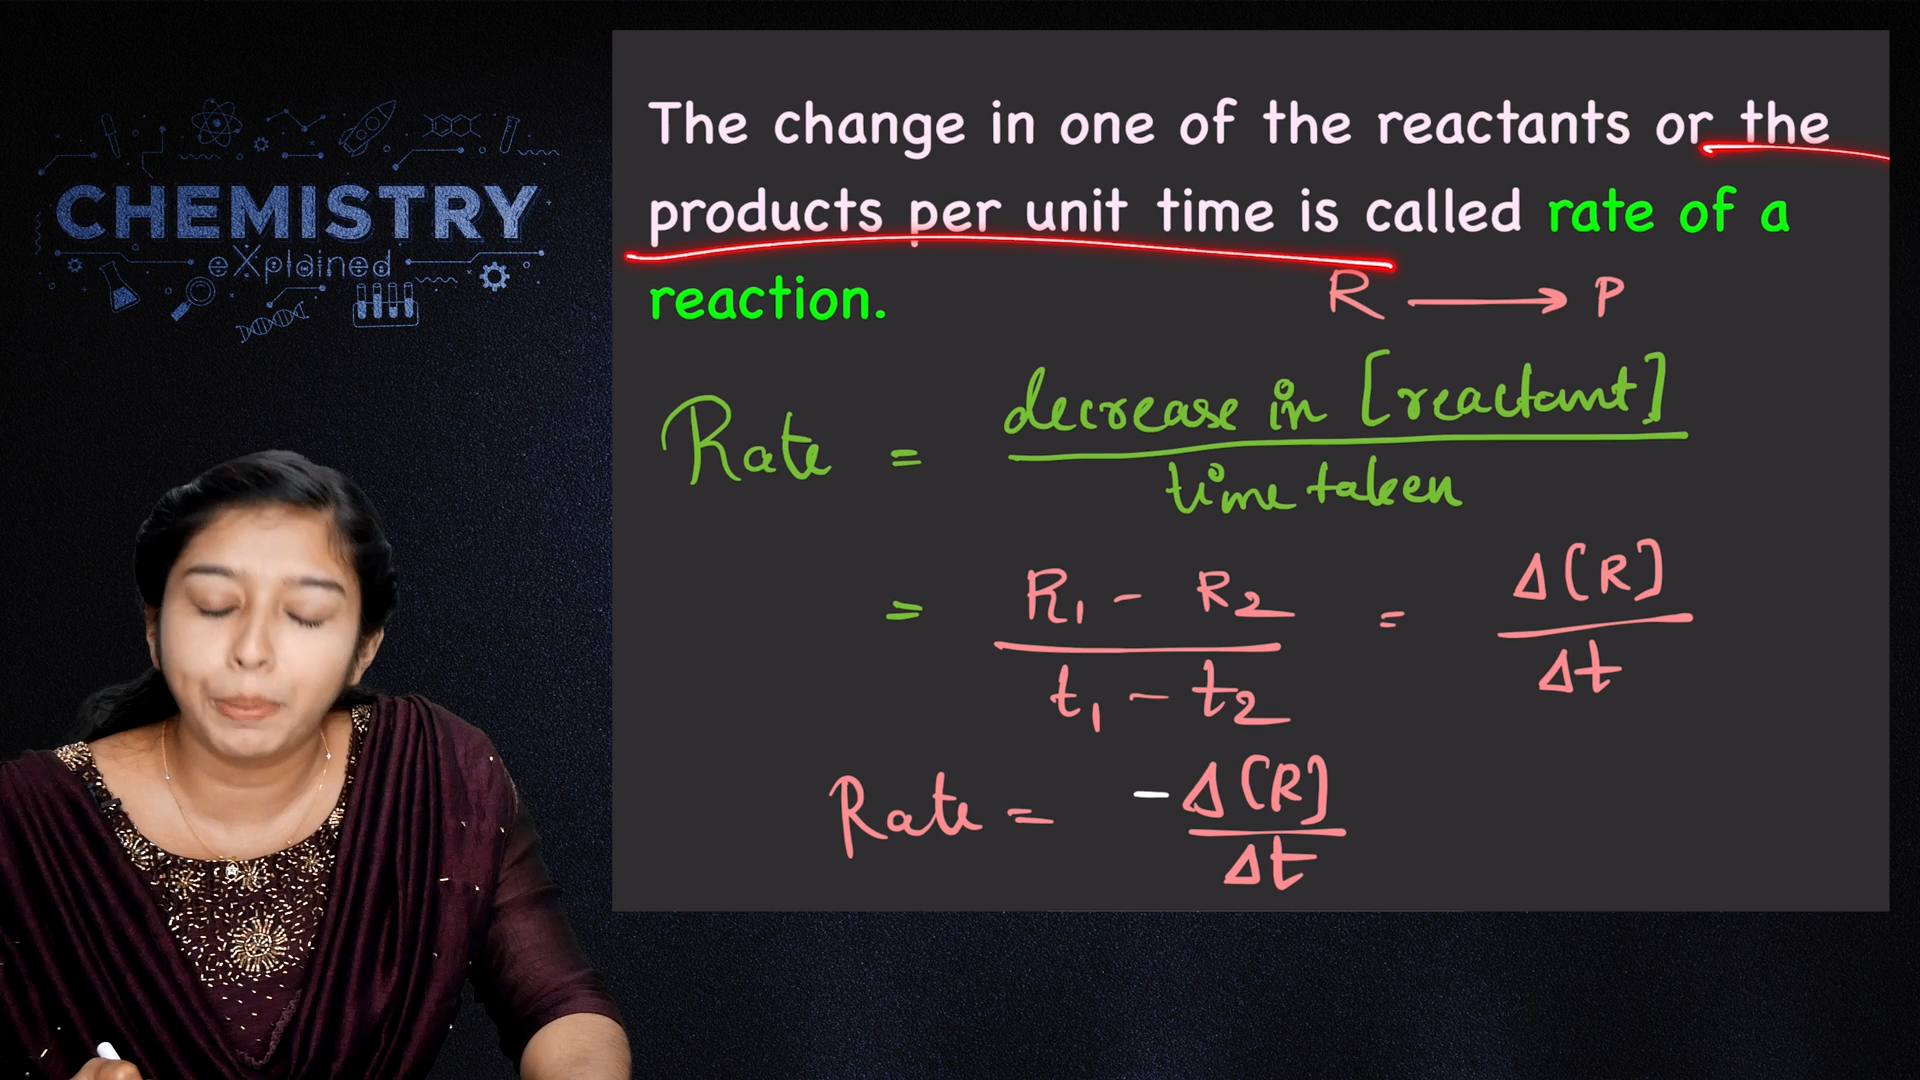 CHEMISTRY
eXplained
The change in one of the reactants or the
products per unit time is called rate of a
reaction.
R ⟶ P
Rate = decrease in [reactant]
time taken
= R₁ - R₂ = Δ[R]
t₁ - t₂ Δt
Rate = -Δ[R]
Δt